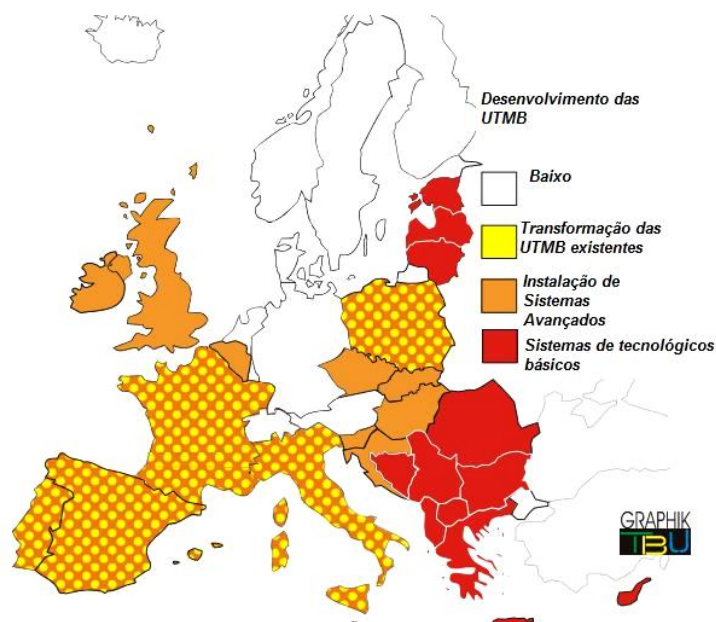 Desenvolvimento das
UTMB
Baixo
Transformação das
UTMB existentes
Instalação de
Sistemas
Avançados
Sistemas de tecnológicos
básicos
GRAPHIK
TBU